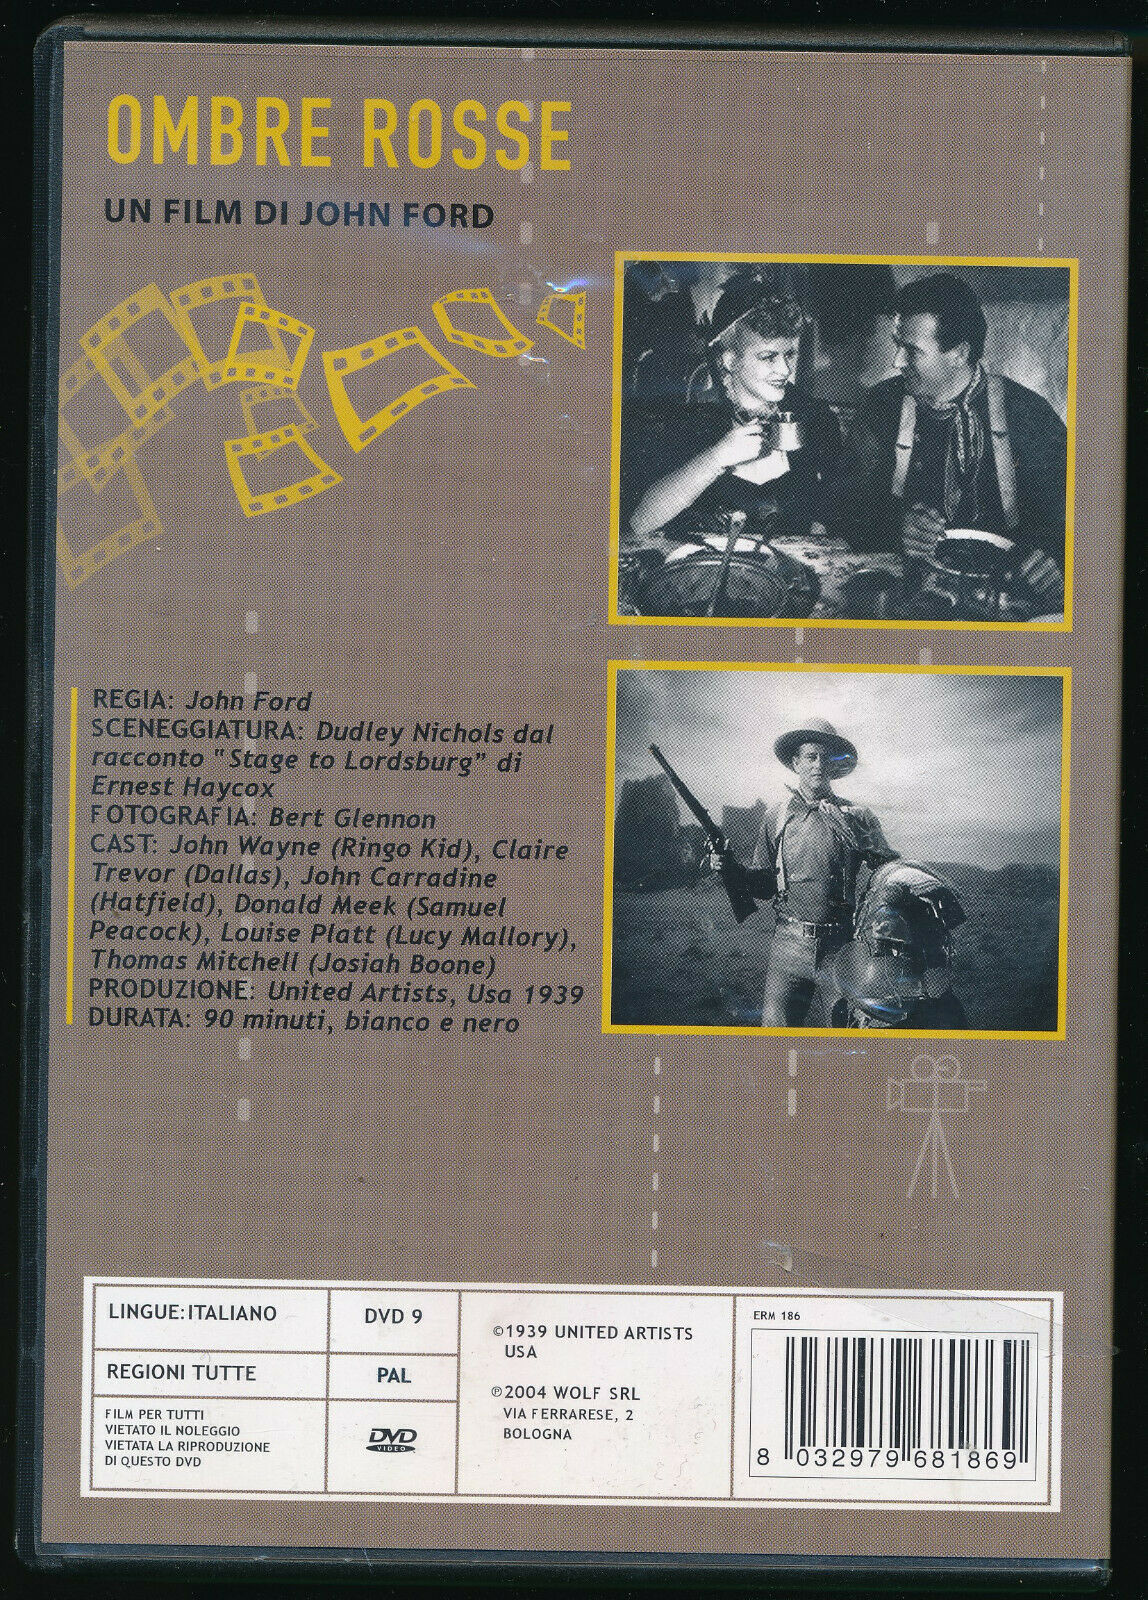 OMBRE ROSSE
UN FILM DI JOHN FORD
REGIA: John Ford
SCENEGGIATURA: Dudley Nichols dal
racconto "Stage to Lordsburg" di
Ernest Haycox
FOTOGRAFIA: Bert Glennon
CAST: John Wayne (Ringo Kid), Claire
Trevor (Dallas), John Carradine
(Hatfield), Donald Meek (Samuel
Peacock), Louise Platt (Lucy Mallory),
Thomas Mitchell (Josiah Boone)
PRODUZIONE: United Artists, Usa 1939
DURATA: 90 minuti, bianco e nero
LINGUE:ITALIANO
DVD 9
REGIONI TUTTE
PAL
FILM PER TUTTI
VIETATO IL NOLEGGIO
VIETATA LA RIPRODUZIONE
DI QUESTO DVD
DVD
VIDEO
©1939 UNITED ARTISTS
USA
℗2004 WOLF SRL
VIA FERRARESE, 2
BOLOGNA
ERM 186
8 032979 681869